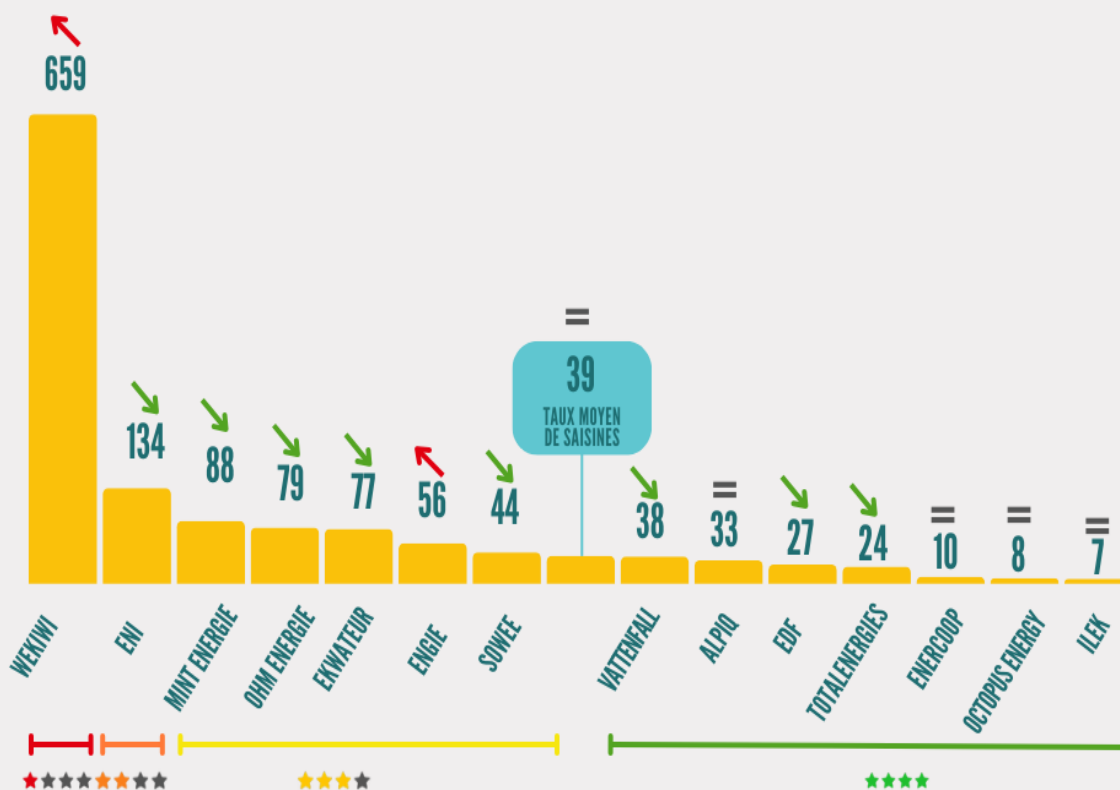 659
134
88
79
77
56
44
=
39
TAUX MOYEN
DE SAISINES
38
=
33
27
24
=
10
=
8
=
7
WEKIWI
ENI
MINT ENERGIE
OHM ENERGIE
EKWATEUR
ENGIE
SOWEE
VATTENFALL
ALPIQ
EDF
TOTALENERGIES
ENERCOOP
OCTOPUS ENERGY
ILEK